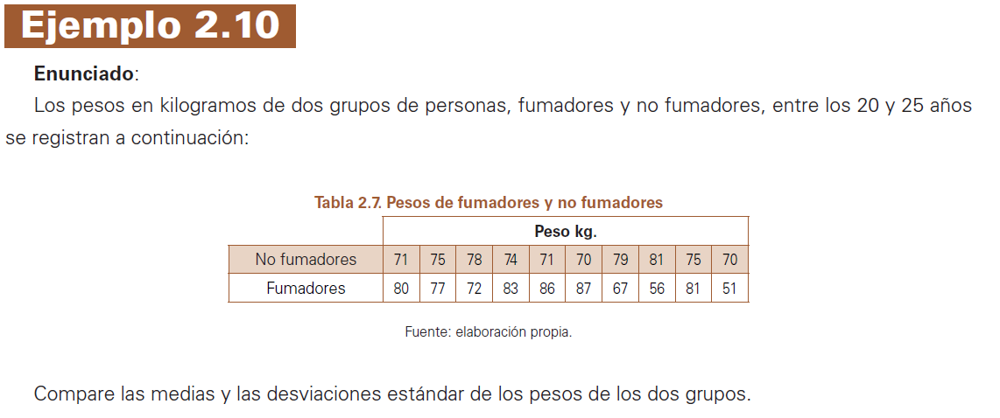 Ejemplo 2.10
Enunciado:
Los pesos en kilogramos de dos grupos de personas, fumadores y no fumadores, entre los 20 y 25 años
se registran a continuación:
Tabla 2.7. Pesos de fumadores y no fumadores
Peso kg.
No fumadores 71 75 78 74 71 70 79 81 75 70
Fumadores 80 77 72 83 86 87 67 56 81 51
Fuente: elaboración propia.
Compare las medias y las desviaciones estándar de los pesos de los dos grupos.